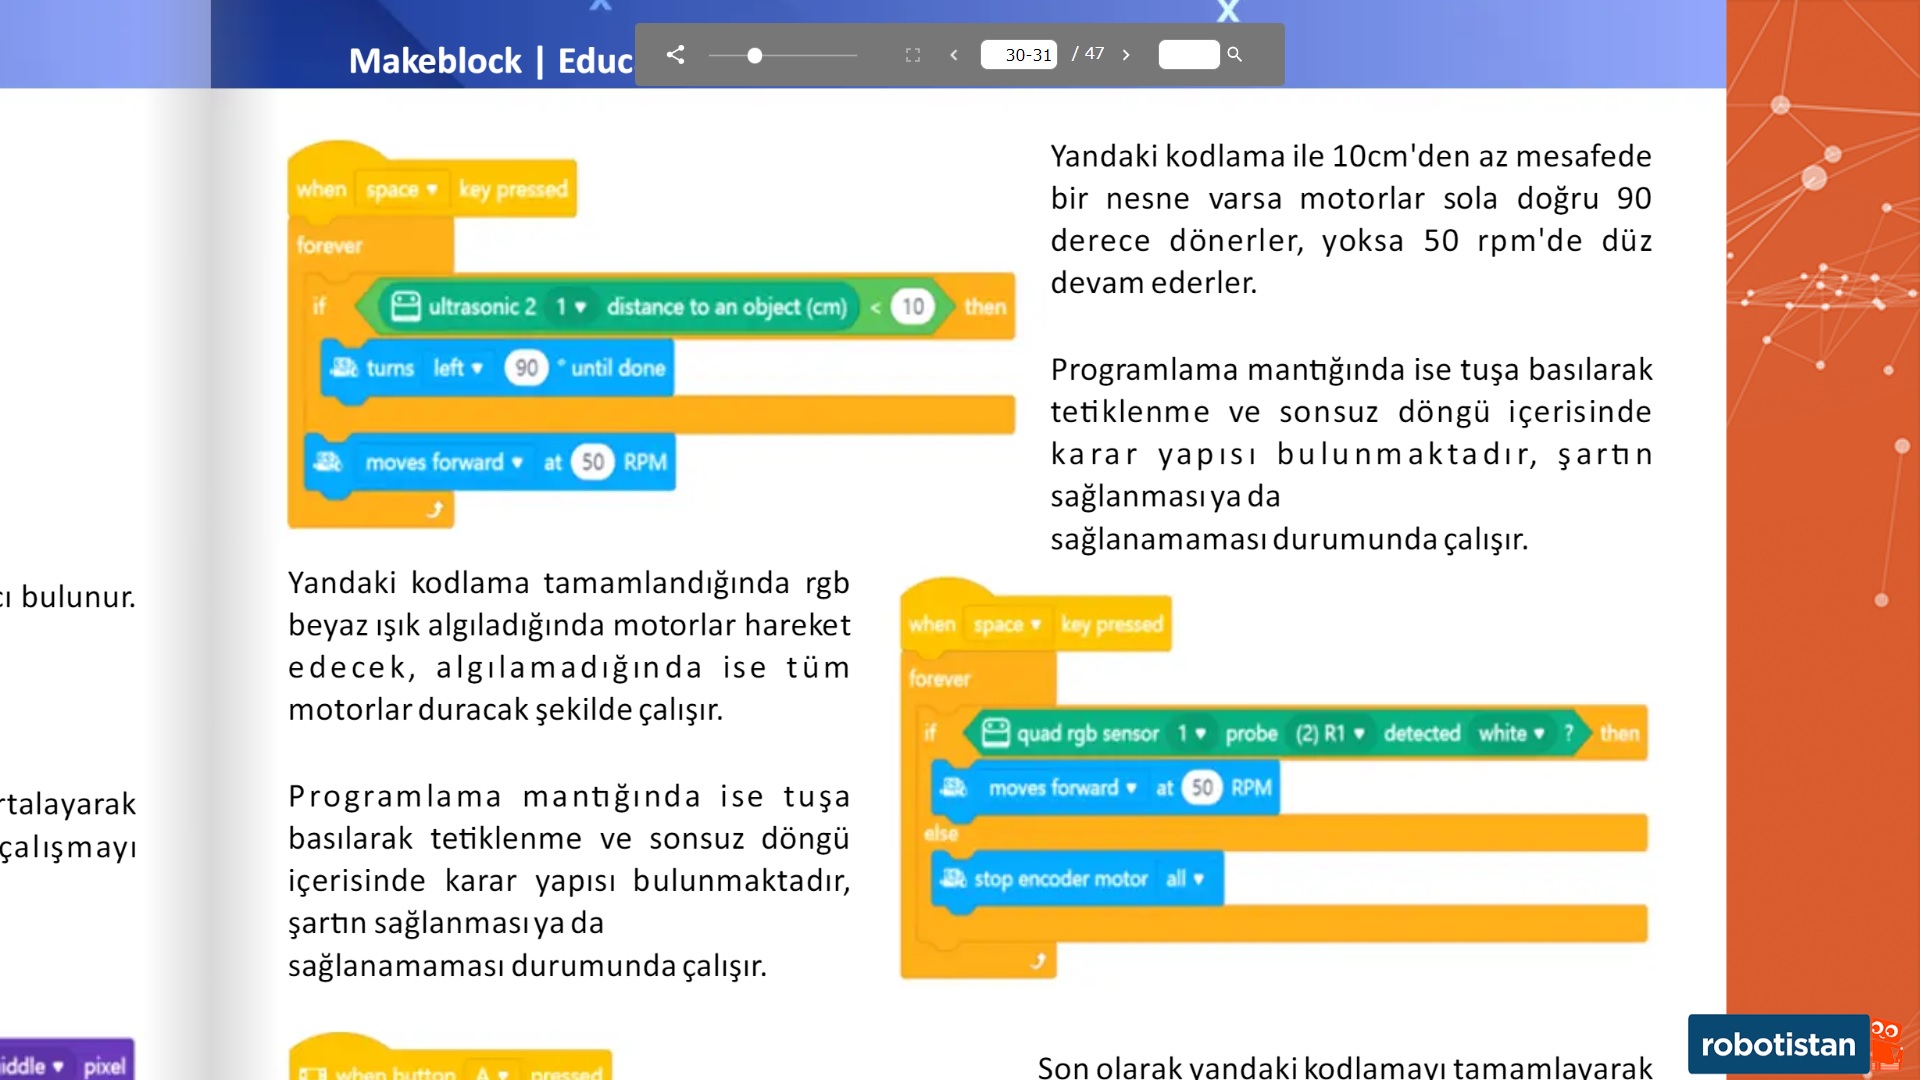 Makeblock | Educ
30-31 / 47
when space key pressed
forever
if ultrasonic 2 1 distance to an object (cm) < 10 then
turns left 90 ° until done
moves forward at 50 RPM
Yandaki kodlama ile 10cm'den az mesafede
bir nesne varsa motorlar sola doğru 90
derece dönerler, yoksa 50 rpm'de düz
devam ederler.
Programlama mantığında ise tuşa basılarak
tetiklenme ve sonsuz döngü içerisinde
karar yapısı bulunmaktadır, şartın
sağlanması ya da
sağlanamaması durumunda çalışır.
cı bulunur.
rtalayarak
çalışmayı
iddle pixel
Yandaki kodlama tamamlandığında rgb
beyaz ışık algıladığında motorlar hareket
edecek, algılamadığında ise tüm
motorlar duracak şekilde çalışır.
Programlama mantığında ise tuşa
basılarak tetiklenme ve sonsuz döngü
içerisinde karar yapısı bulunmaktadır,
şartın sağlanması ya da
sağlanamaması durumunda çalışır.
when space key pressed
forever
if quad rgb sensor 1 probe (2) R1 detected white ? then
moves forward at 50 RPM
else
stop encoder motor all
when button A pressed
Son olarak yandaki kodlamayı tamamlayarak
robotistan